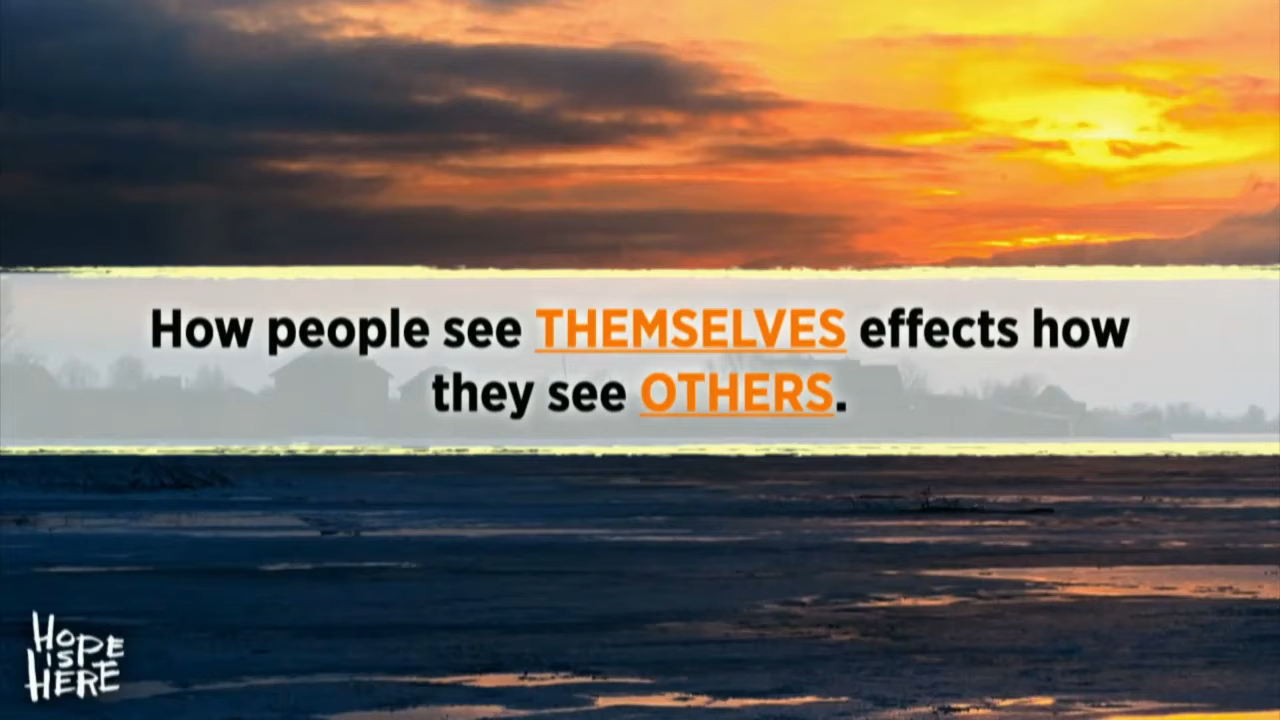 How people see THEMSELVES effects how
they see OTHERS.
HOPE
IS
HERE